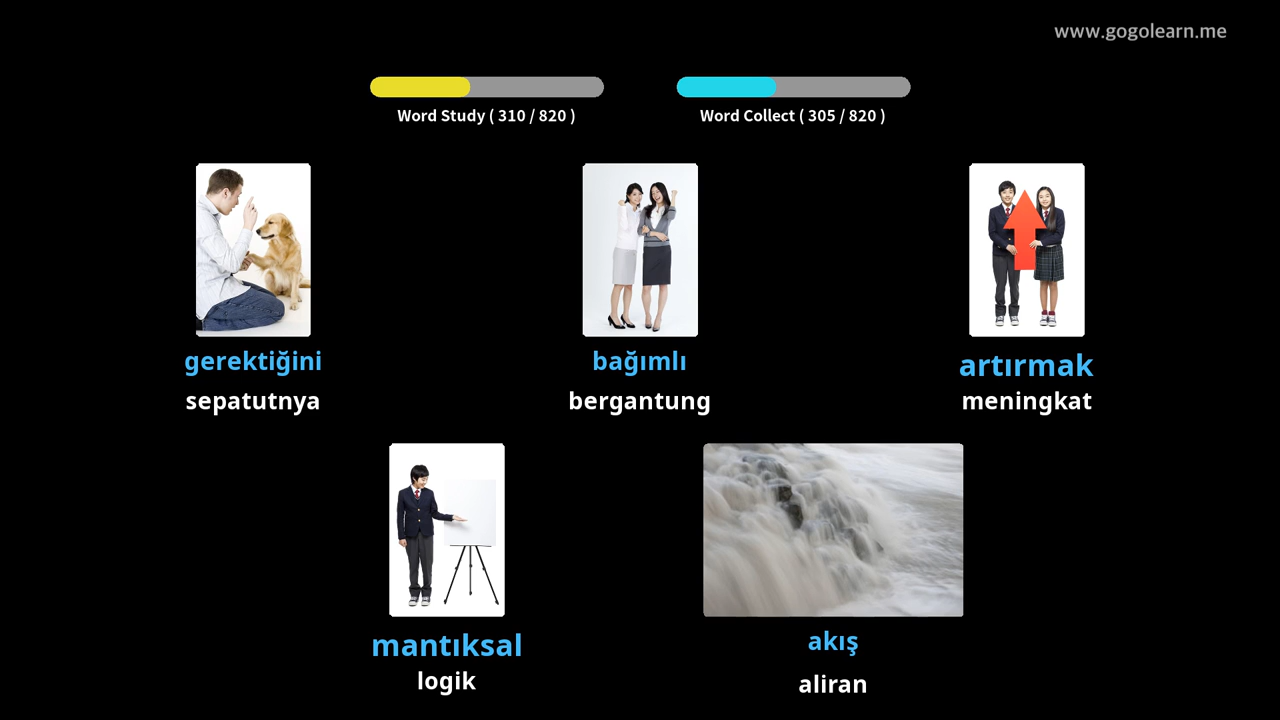 www.gogolearn.me
Word Study ( 310 / 820 )
Word Collect ( 305 / 820 )
gerektiğini
sepatutnya
bağımlı
bergantung
artırmak
meningkat
mantıksal
logik
akış
aliran